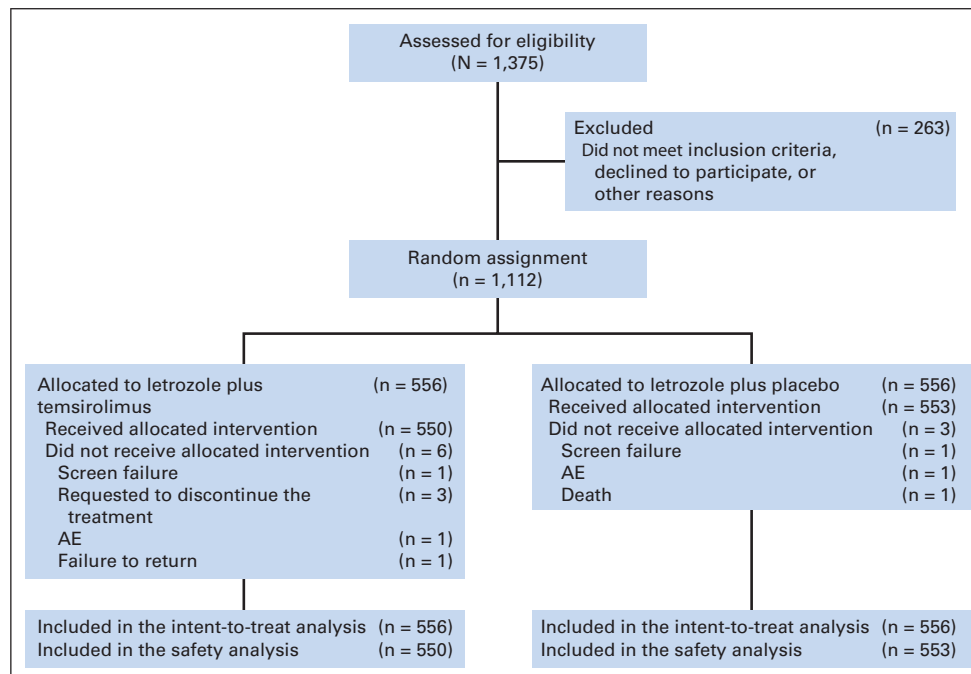 Assessed for eligibility
(N = 1,375)
Excluded (n = 263)
Did not meet inclusion criteria,
declined to participate, or
other reasons
Random assignment
(n = 1,112)
Allocated to letrozole plus (n = 556)
temsirolimus
Received allocated intervention (n = 550)
Did not receive allocated intervention (n = 6)
Screen failure (n = 1)
Requested to discontinue the (n = 3)
treatment
AE (n = 1)
Failure to return (n = 1)
Allocated to letrozole plus placebo (n = 556)
Received allocated intervention (n = 553)
Did not receive allocated intervention (n = 3)
Screen failure (n = 1)
AE (n = 1)
Death (n = 1)
Included in the intent-to-treat analysis (n = 556)
Included in the safety analysis (n = 550)
Included in the intent-to-treat analysis (n = 556)
Included in the safety analysis (n = 553)